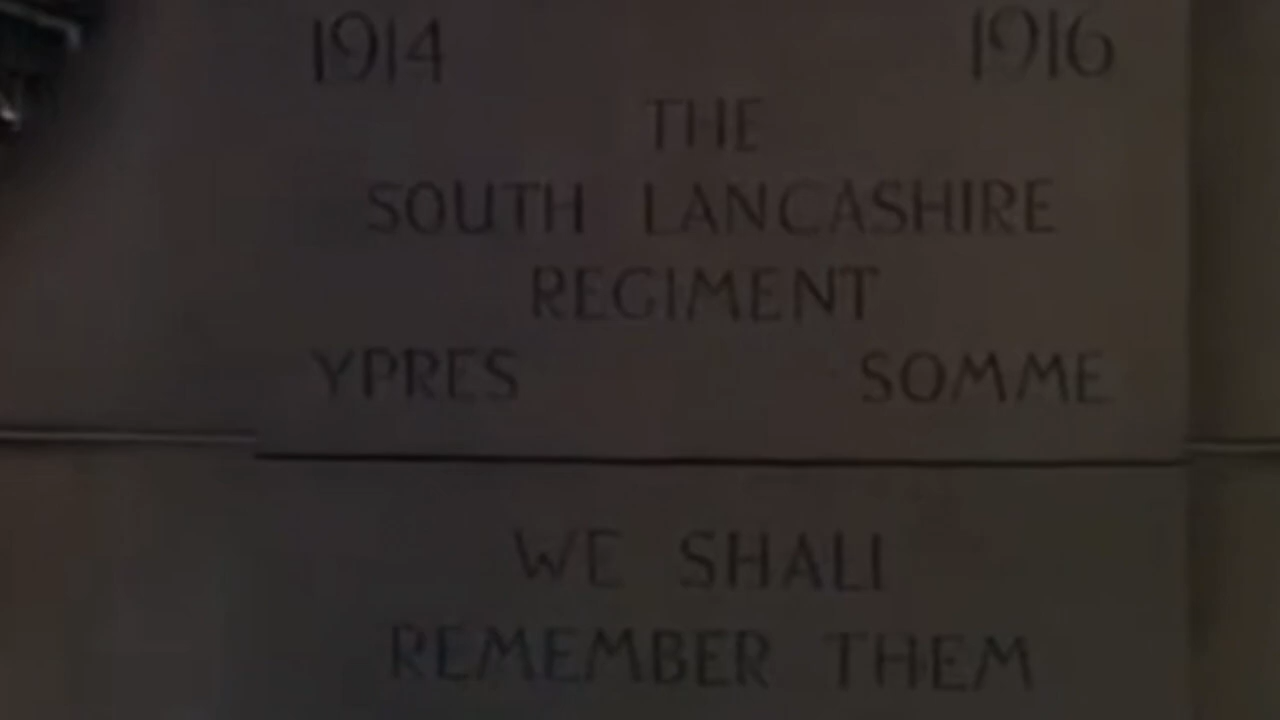 1914 1916
THE
SOUTH LANCASHIRE
REGIMENT
YPRES SOMME
WE SHALL
REMEMBER THEM